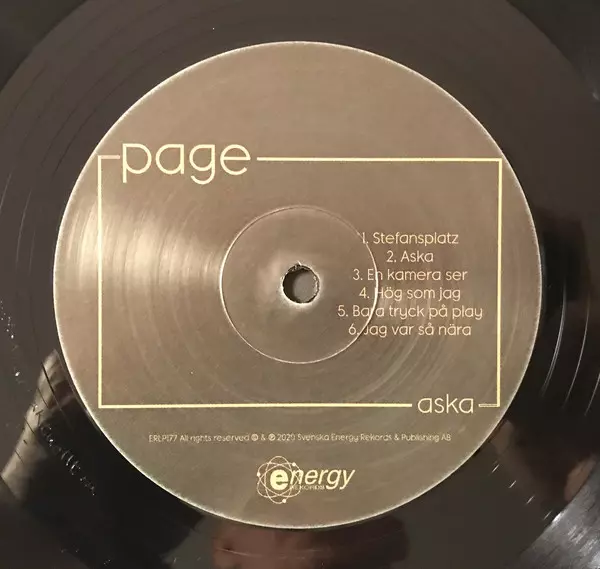 page
1. Stefansplatz
2. Aska
3. En kamera ser
4. Hög som jag
5. Bara tryck på play
6. Jag var så nära
aska
ERLP177 All rights reserved © & ℗ 2020 Svenska Energy Rekords & Publishing AB
energy
REKORDS